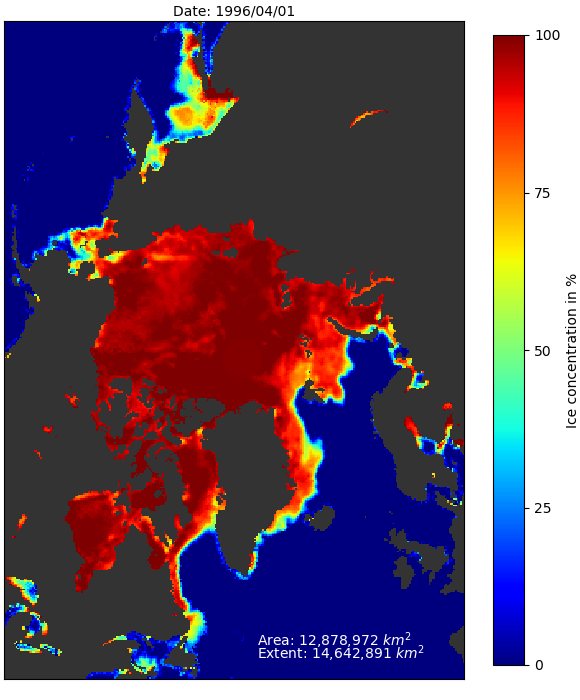 Date: 1996/04/01
100
75
50
25
0
Ice concentration in %
Area: 12,878,972 km²
Extent: 14,642,891 km²